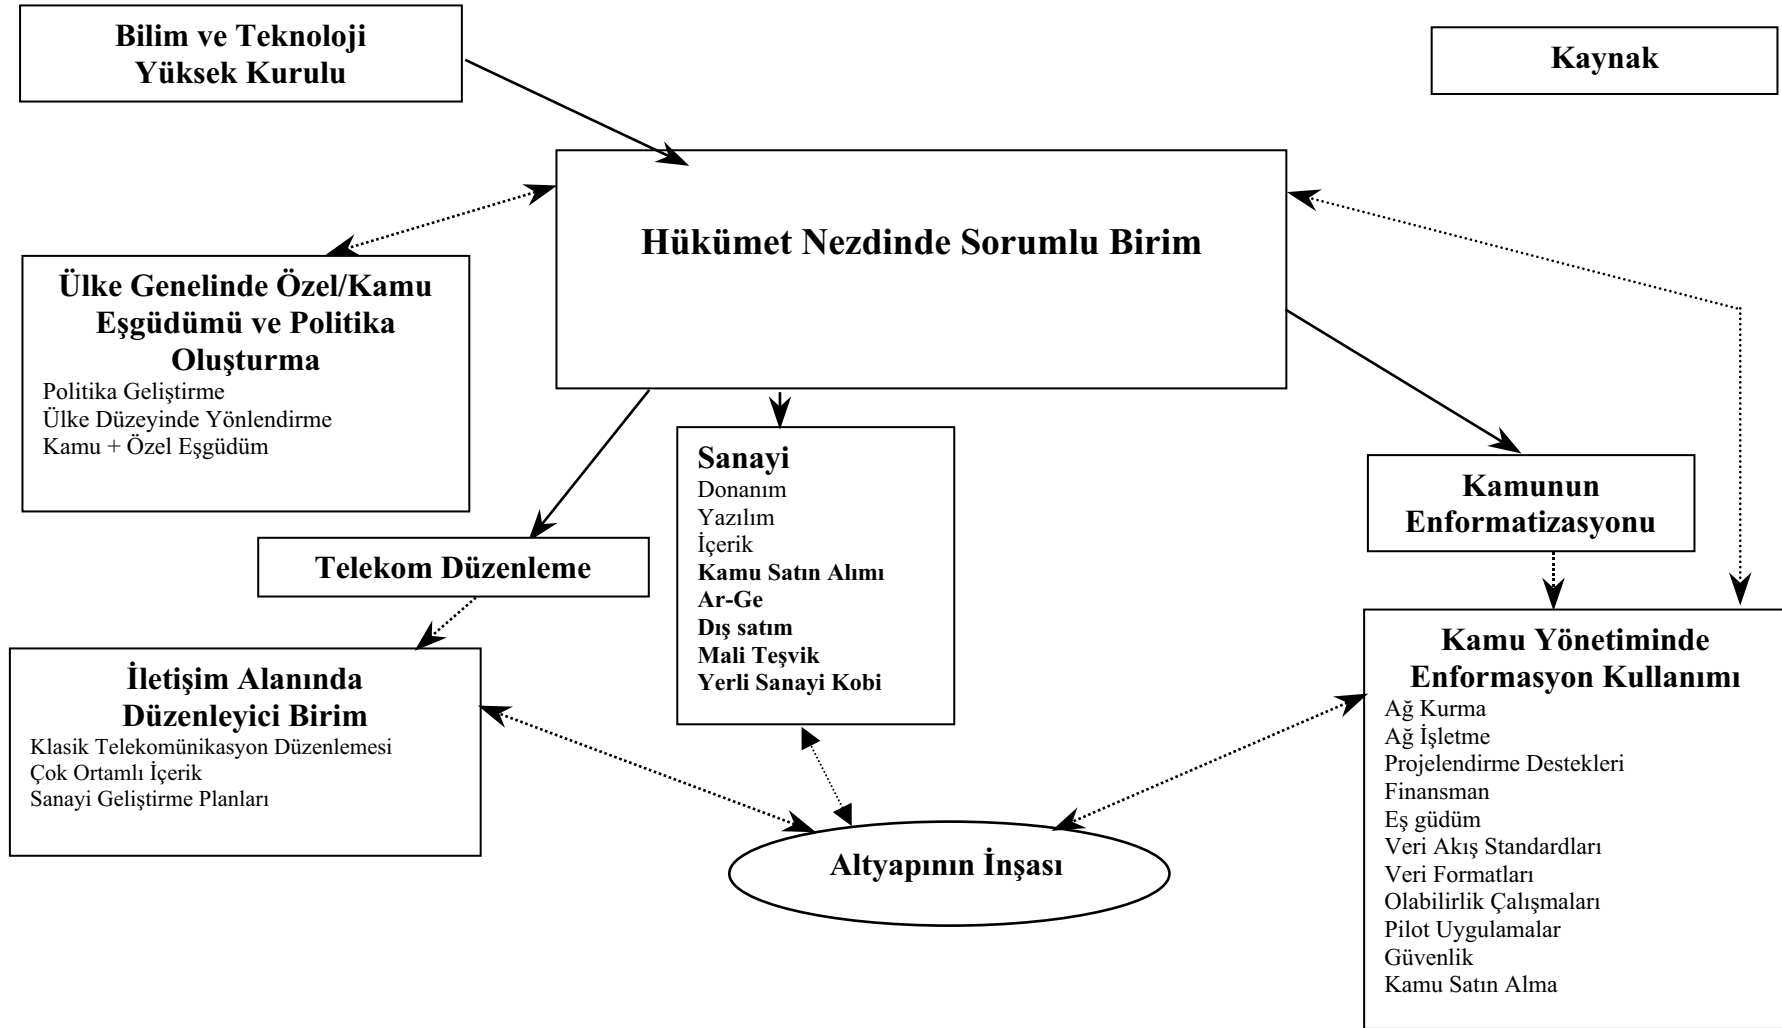 Bilim ve Teknoloji
Yüksek Kurulu
Kaynak
Hükümet Nezdinde Sorumlu Birim
Ülke Genelinde Özel/Kamu
Eşgüdümü ve Politika
Oluşturma
Politika Geliştirme
Ülke Düzeyinde Yönlendirme
Kamu + Özel Eşgüdüm
Sanayi
Donanım
Yazılım
İçerik
Kamu Satın Alımı
Ar-Ge
Dış satım
Mali Teşvik
Yerli Sanayi Kobi
Kamunun
Enformatizasyonu
Telekom Düzenleme
İletişim Alanında
Düzenleyici Birim
Klasik Telekomünikasyon Düzenlemesi
Çok Ortamlı İçerik
Sanayi Geliştirme Planları
Kamu Yönetiminde
Enformasyon Kullanımı
Ağ Kurma
Ağ İşletme
Projelendirme Destekleri
Finansman
Eş güdüm
Veri Akış Standardları
Veri Formatları
Olabilirlik Çalışmaları
Pilot Uygulamalar
Güvenlik
Kamu Satın Alma
Altyapının İnşası